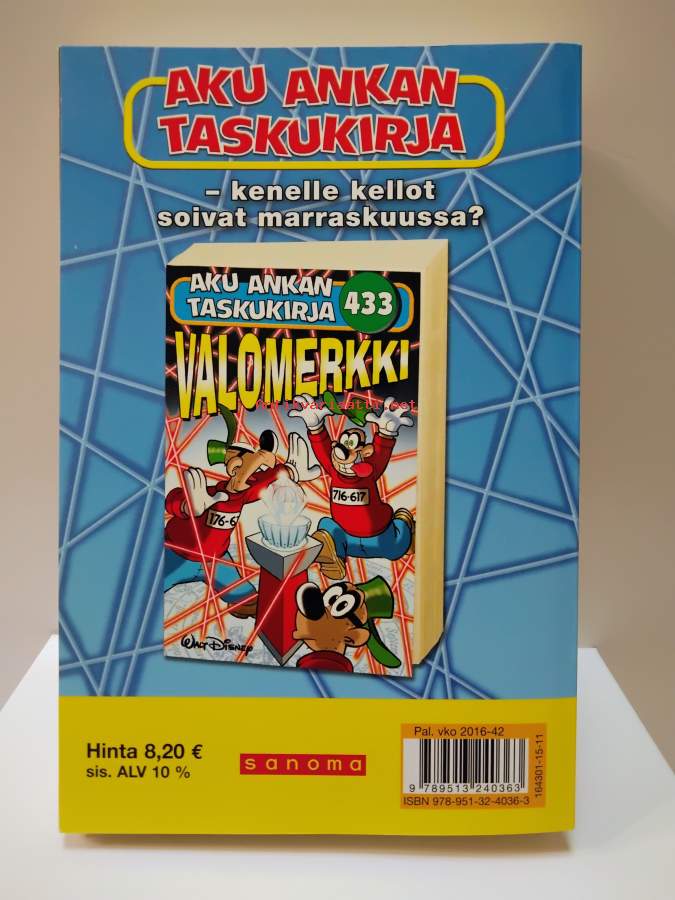 AKU ANKAN
TASKUKIRJA
– kenelle kellot
soivat marraskuussa?
AKU ANKAN
TASKUKIRJA 433
VALOMERKKI
Antikvariaatti.net
716-617
176-6
WALT DISNEY
Hinta 8,20 €
sis. ALV 10 %
sanoma
Pal. vko 2016-42
9 789513 240363
ISBN 978-951-32-4036-3
164301-15-11